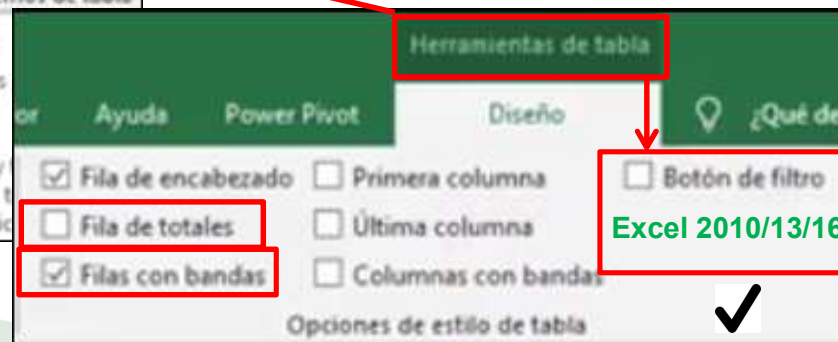 Herramientas de tabla
Ayuda Power Pivot Diseño ¿Qué de
Fila de encabezado Primera columna Botón de filtro
Fila de totales Última columna Excel 2010/13/16
Filas con bandas Columnas con bandas
Opciones de estilo de tabla